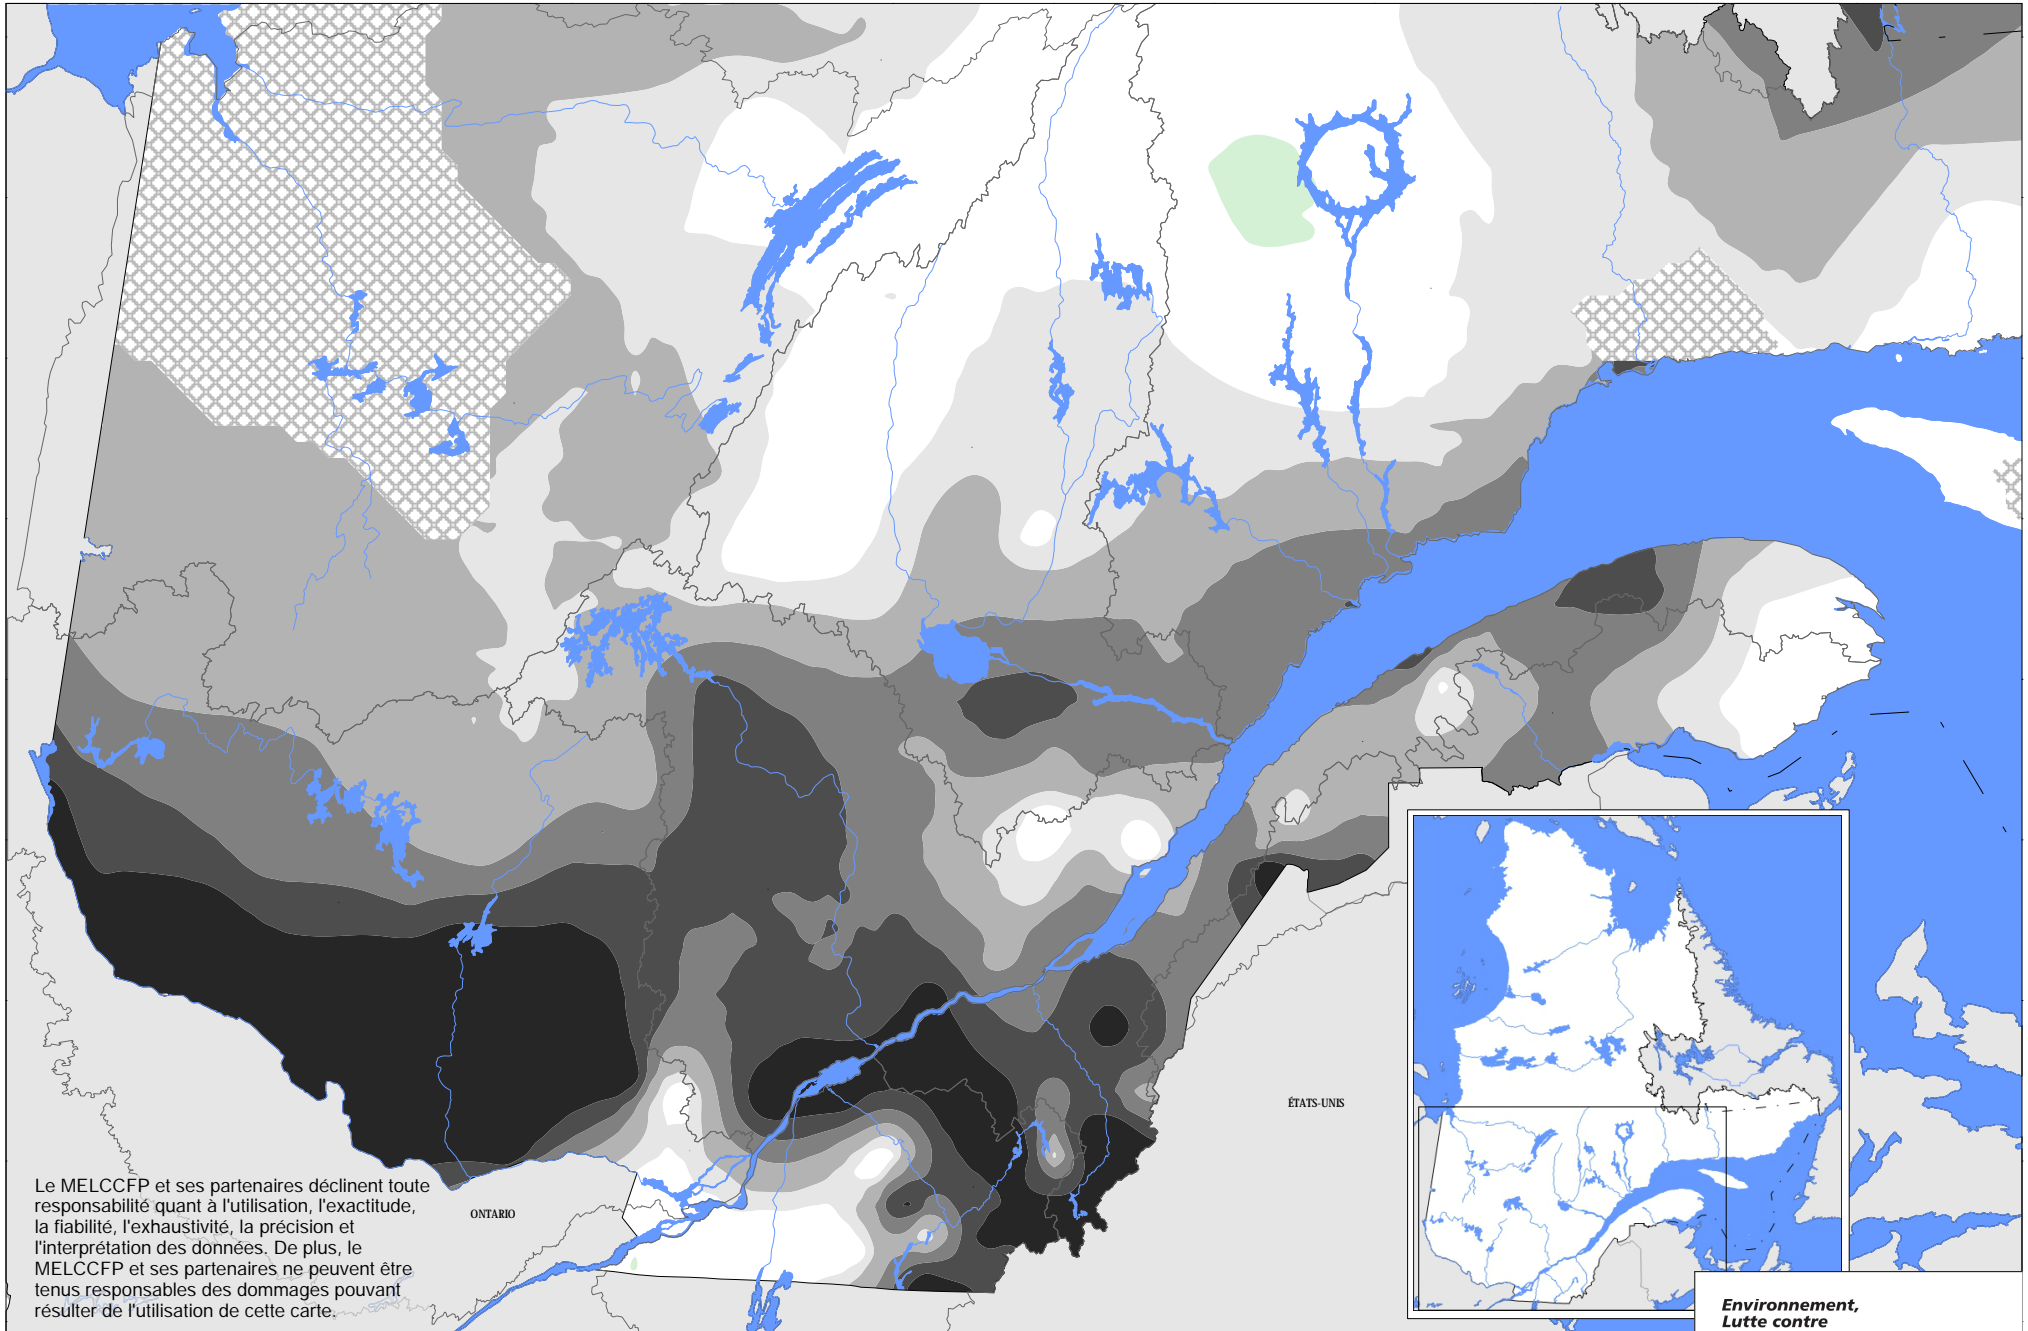 ÉTATS-UNIS
Le MELCCFP et ses partenaires déclinent toute
responsabilité quant à l'utilisation, l'exactitude,
la fiabilité, l'exhaustivité, la précision et
l'interprétation des données. De plus, le
MELCCFP et ses partenaires ne peuvent être
tenus responsables des dommages pouvant
résulter de l'utilisation de cette carte.
ONTARIO
Environnement,
Lutte contre